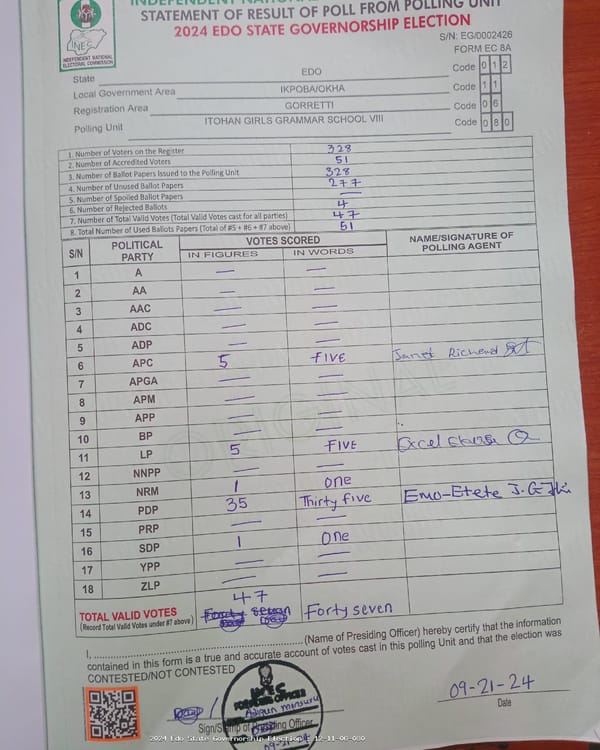 INDEPENDENT NATIONAL
STATEMENT OF RESULT OF POLL FROM POLLING UNIT
2024 EDO STATE GOVERNORSHIP ELECTION
INEC
INDEPENDENT NATIONAL
ELECTORAL COMMISSION
S/N: EG/0002426
FORM EC 8A
State EDO Code 0 1 2
Local Government Area IKPOBA/OKHA Code 1 1
Registration Area GORRETTI Code 0 6
Polling Unit ITOHAN GIRLS GRAMMAR SCHOOL VIII Code 0 8 0
1. Number of Voters on the Register 328
2. Number of Accredited Voters 51
3. Number of Ballot Papers Issued to the Polling Unit 328
4. Number of Unused Ballot Papers 277
5. Number of Spoiled Ballot Papers —
6. Number of Rejected Ballots 4
7. Number of Total Valid Votes (Total Valid Votes cast for all parties) 47
8. Total Number of Used Ballots Papers (Total of #5 + #6 + #7 above) 51
S/N POLITICAL PARTY VOTES SCORED NAME/SIGNATURE OF POLLING AGENT
IN FIGURES IN WORDS
1 A — —
2 AA — —
3 AAC — —
4 ADC — —
5 ADP — —
6 APC 5 FIVE Janet Richend
7 APGA — —
8 APM — —
9 APP — —
10 BP — —
11 LP 5 FIVE Excel
12 NNPP — —
13 NRM 1 One
14 PDP 35 Thirty five Emo-Etete J.G
15 PRP — —
16 SDP 1 One
17 YPP — —
18 ZLP — —
47
TOTAL VALID VOTES Forty seven Forty seven
(Record Total Valid Votes under #7 above)
I, (Name of Presiding Officer) hereby certify that the information
contained in this form is a true and accurate account of votes cast in this polling Unit and that the election was
CONTESTED/NOT CONTESTED
09-21-24
Sign/Stamp of Presiding Officer
Date
2024 Edo State Governorship Election 12-11-06-080
09-21-24